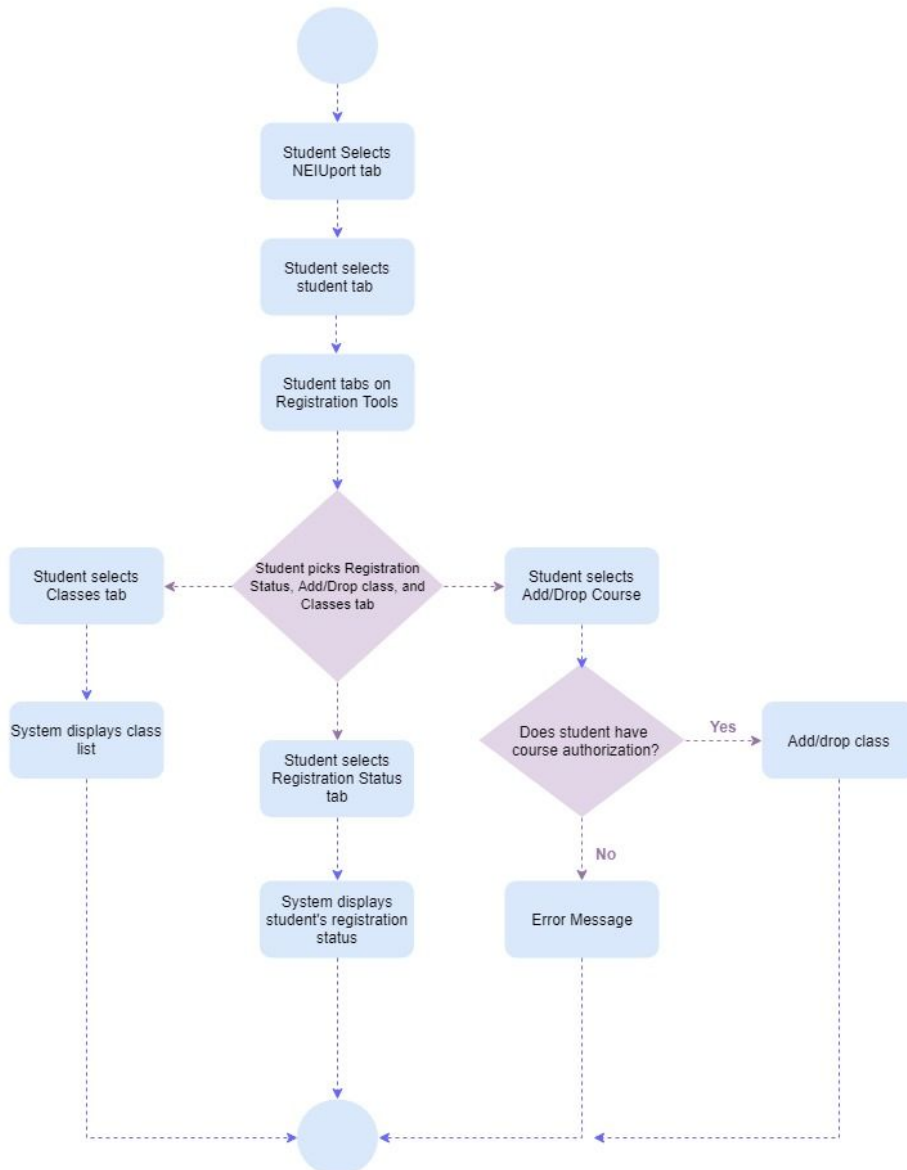 Student Selects
NEIUport tab
Student selects
student tab
Student tabs on
Registration Tools
Student picks Registration
Status, Add/Drop class, and
Classes tab
Student selects
Classes tab
Student selects
Add/Drop Course
System displays class
list
Student selects
Registration Status
tab
Does student have
course authorization?
Yes
Add/drop class
No
System displays
student's registration
status
Error Message